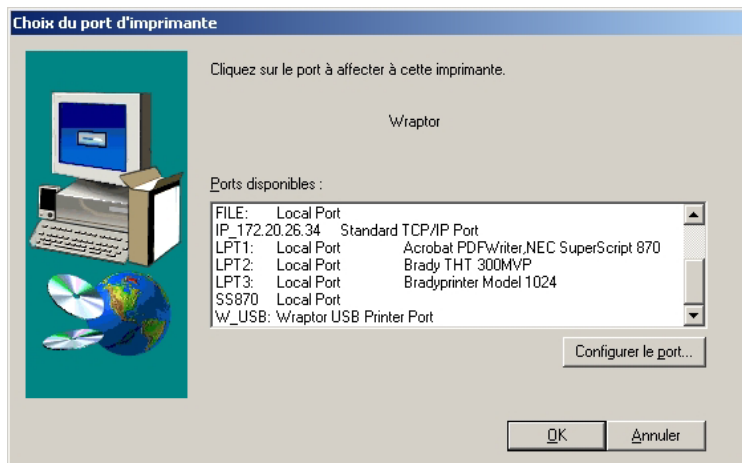 Choix du port d'imprimante
Cliquez sur le port à affecter à cette imprimante.
Wraptor
Ports disponibles :
FILE: Local Port
IP_172.20.26.34 Standard TCP/IP Port
LPT1: Local Port Acrobat PDFWriter,NEC SuperScript 870
LPT2: Local Port Brady THT 300MVP
LPT3: Local Port Bradyprinter Model 1024
SS870 Local Port
W_USB: Wraptor USB Printer Port
Configurer le port...
OK Annuler